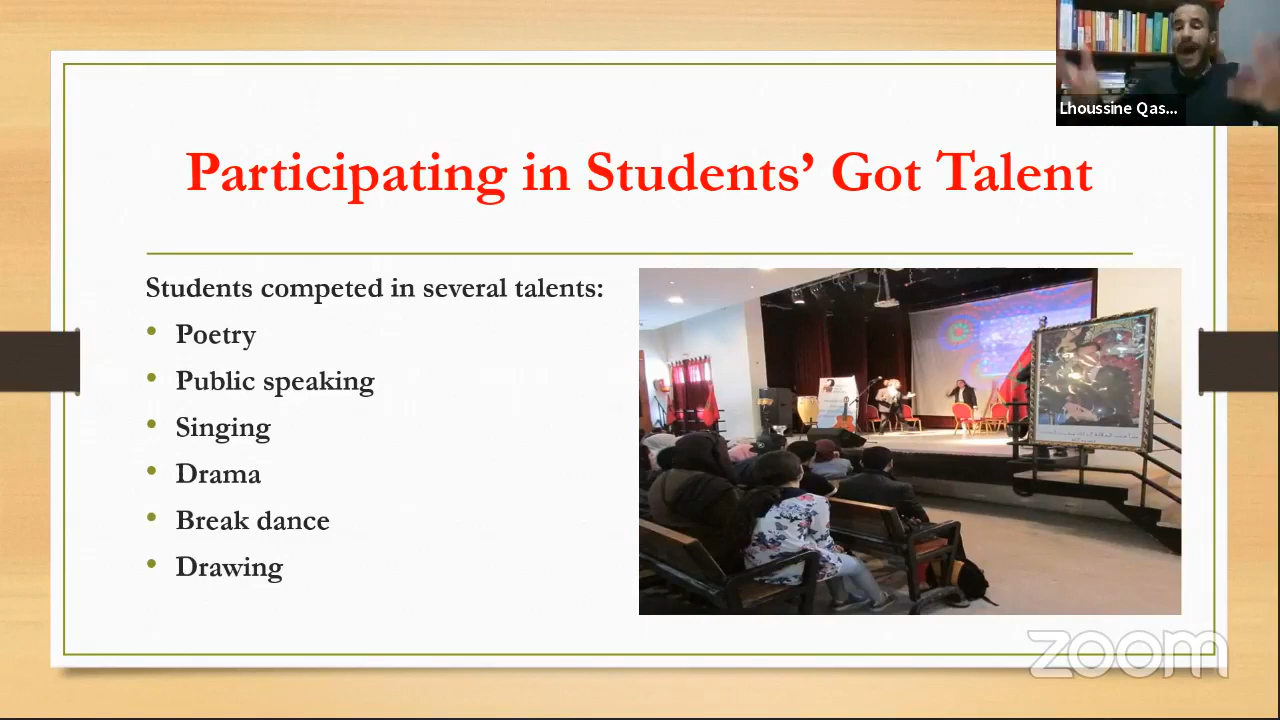 Lhoussine Qas...
Participating in Students’ Got Talent
Students competed in several talents:
• Poetry
• Public speaking
• Singing
• Drama
• Break dance
• Drawing
zoom